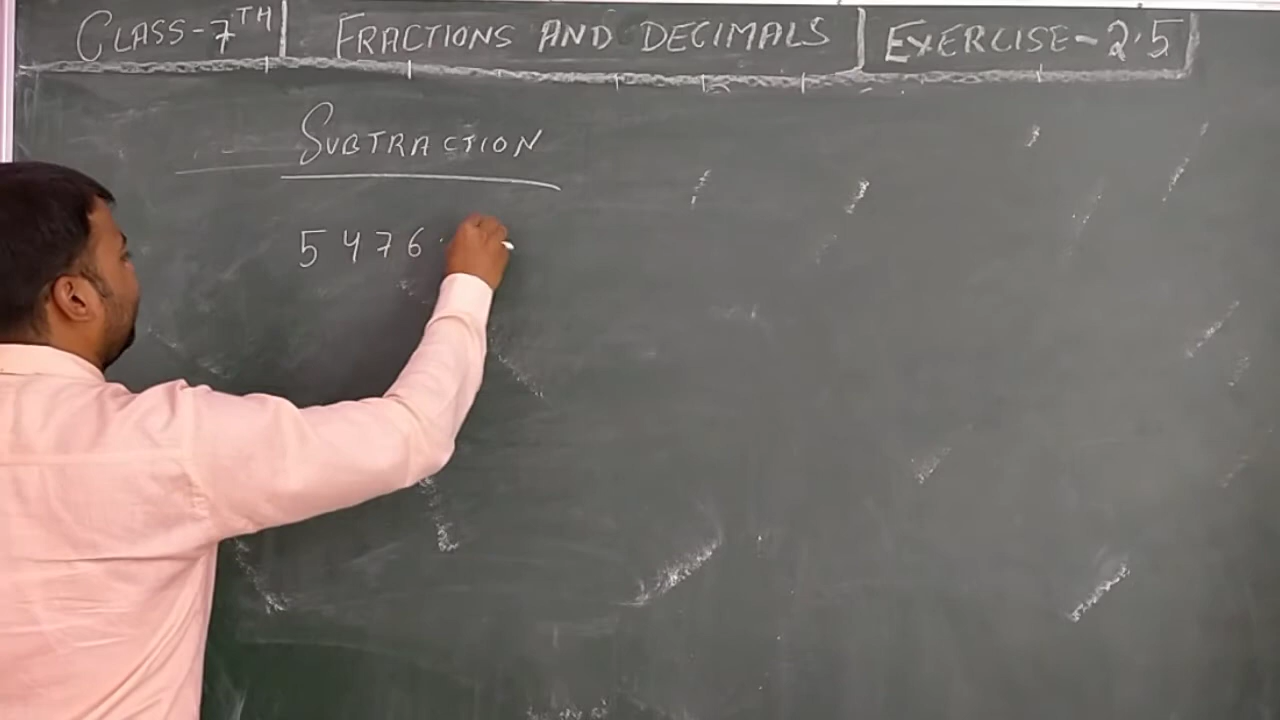 CLASS-7TH FRACTIONS AND DECIMALS EXERCISE-2.5
SUBTRACTION
5476.